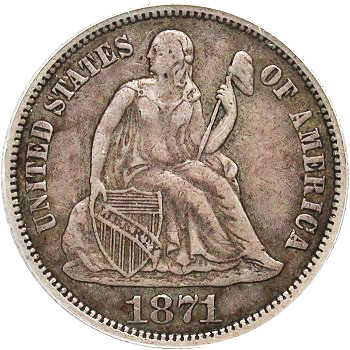 UNITED STATES OF AMERICA
1871